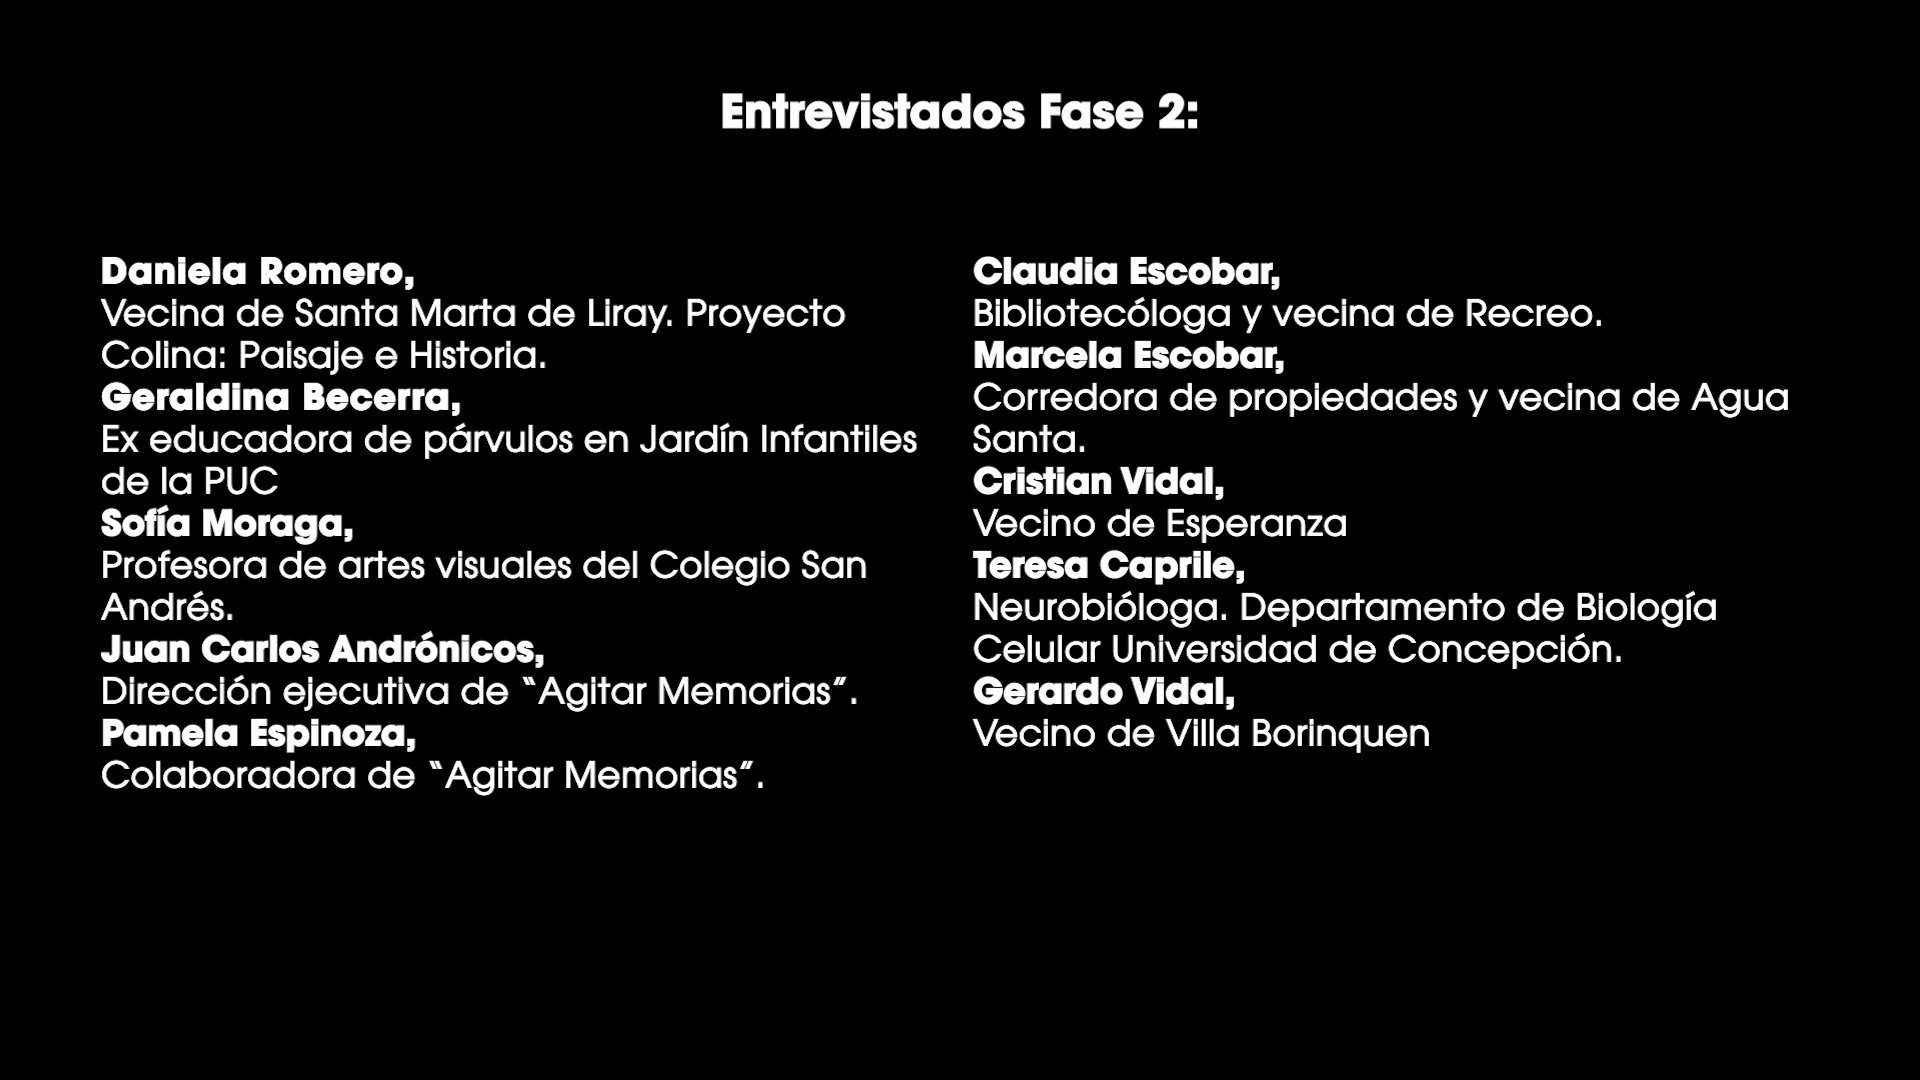 Entrevistados Fase 2:
Daniela Romero,
Vecina de Santa Marta de Liray. Proyecto
Colina: Paisaje e Historia.
Geraldina Becerra,
Ex educadora de párvulos en Jardín Infantiles
de la PUC
Sofía Moraga,
Profesora de artes visuales del Colegio San
Andrés.
Juan Carlos Andrónicos,
Dirección ejecutiva de “Agitar Memorias”.
Pamela Espinoza,
Colaboradora de “Agitar Memorias”.
Claudia Escobar,
Bibliotecóloga y vecina de Recreo.
Marcela Escobar,
Corredora de propiedades y vecina de Agua
Santa.
Cristian Vidal,
Vecino de Esperanza
Teresa Caprile,
Neurobióloga. Departamento de Biología
Celular Universidad de Concepción.
Gerardo Vidal,
Vecino de Villa Borinquen